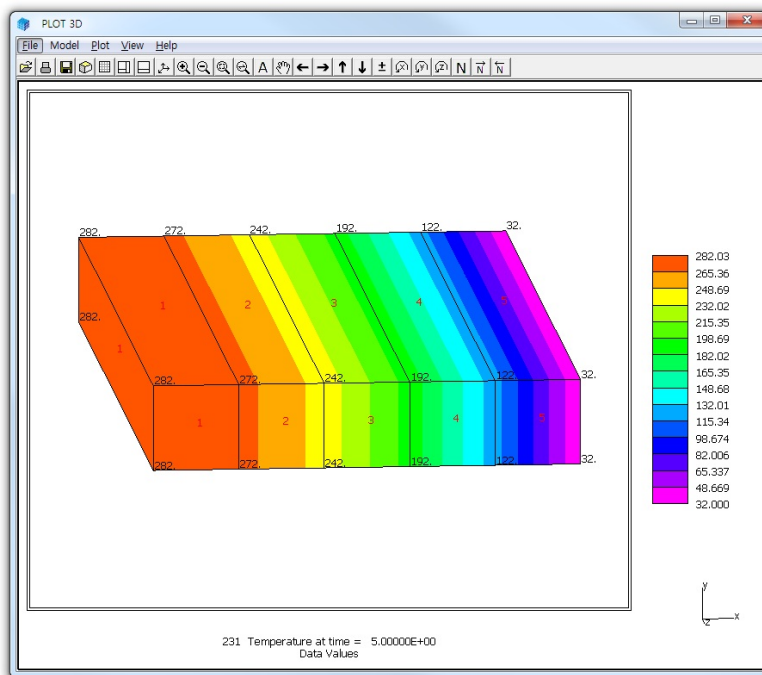 PLOT 3D
File Model Plot View Help
A N N N
282. 272. 242. 192. 122. 32.
1 2 3 4 5
282.
1
282. 272. 242. 192. 122. 32.
1 2 3 4 5
282. 272. 242. 192. 122. 32.
282.03
265.36
248.69
232.02
215.35
198.69
182.02
165.35
148.68
132.01
115.34
98.674
82.006
65.337
48.669
32.000
y
z x
231 Temperature at time = 5.00000E+00
Data Values